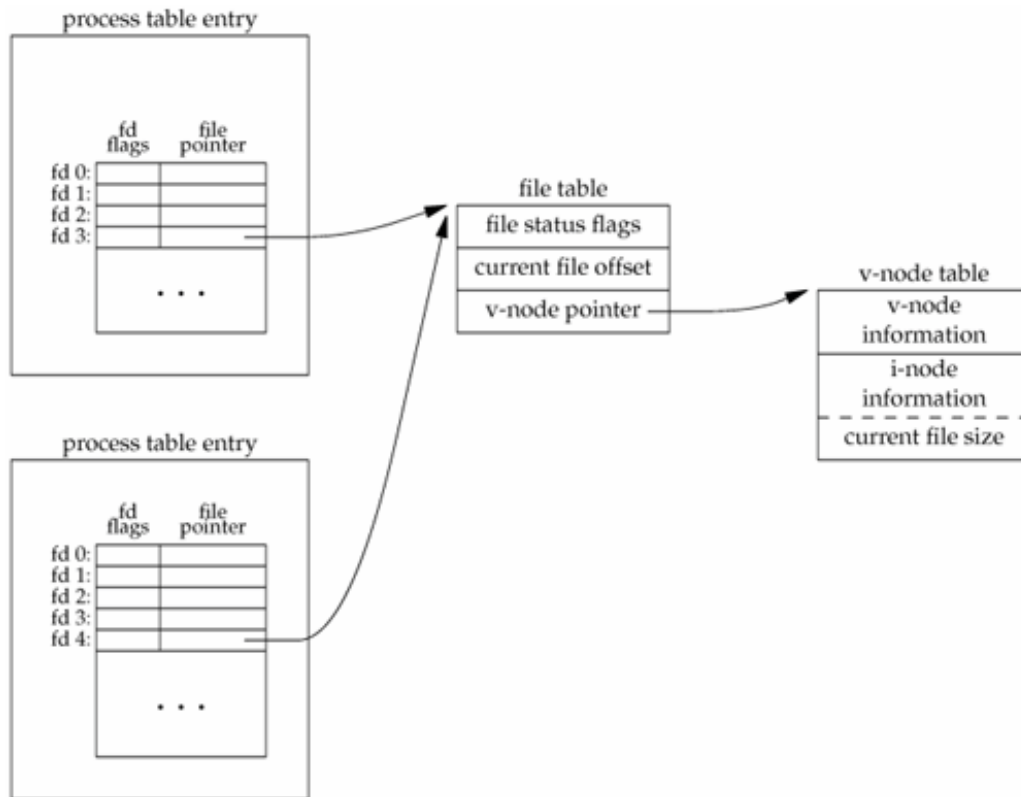 process table entry
fd file
flags pointer
fd 0:
fd 1:
fd 2:
fd 3:
. . .
file table
file status flags
current file offset
v-node pointer
v-node table
v-node
information
i-node
information
current file size
process table entry
fd file
flags pointer
fd 0:
fd 1:
fd 2:
fd 3:
fd 4:
. . .